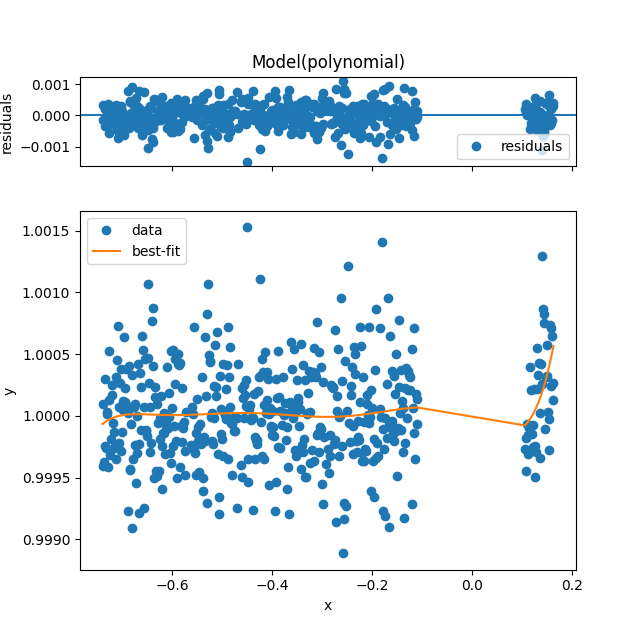 Model(polynomial)
residuals
0.001
0.000
−0.001
residuals
data
best-fit
y
1.0015
1.0010
1.0005
1.0000
0.9995
0.9990
−0.6 −0.4 −0.2 0.0 0.2
x